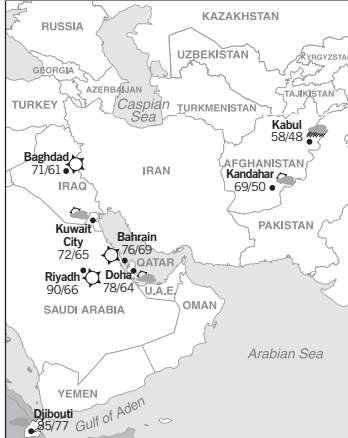 KAZAKHSTAN
RUSSIA
UZBEKISTAN
KYRGYZSTAN
GEORGIA
AZERBAIJAN
TAJIKISTAN
TURKEY
Caspian
Sea
TURKMENISTAN
Kabul
58/48
Baghdad
71/61
IRAN
AFGHANISTAN
Kandahar
69/50
IRAQ
PAKISTAN
Kuwait
City
72/65
Bahrain
76/69
QATAR
Riyadh
90/66
Doha
78/64
U.A.E.
OMAN
SAUDI ARABIA
Arabian Sea
YEMEN
Djibouti
95/77
Gulf of Aden